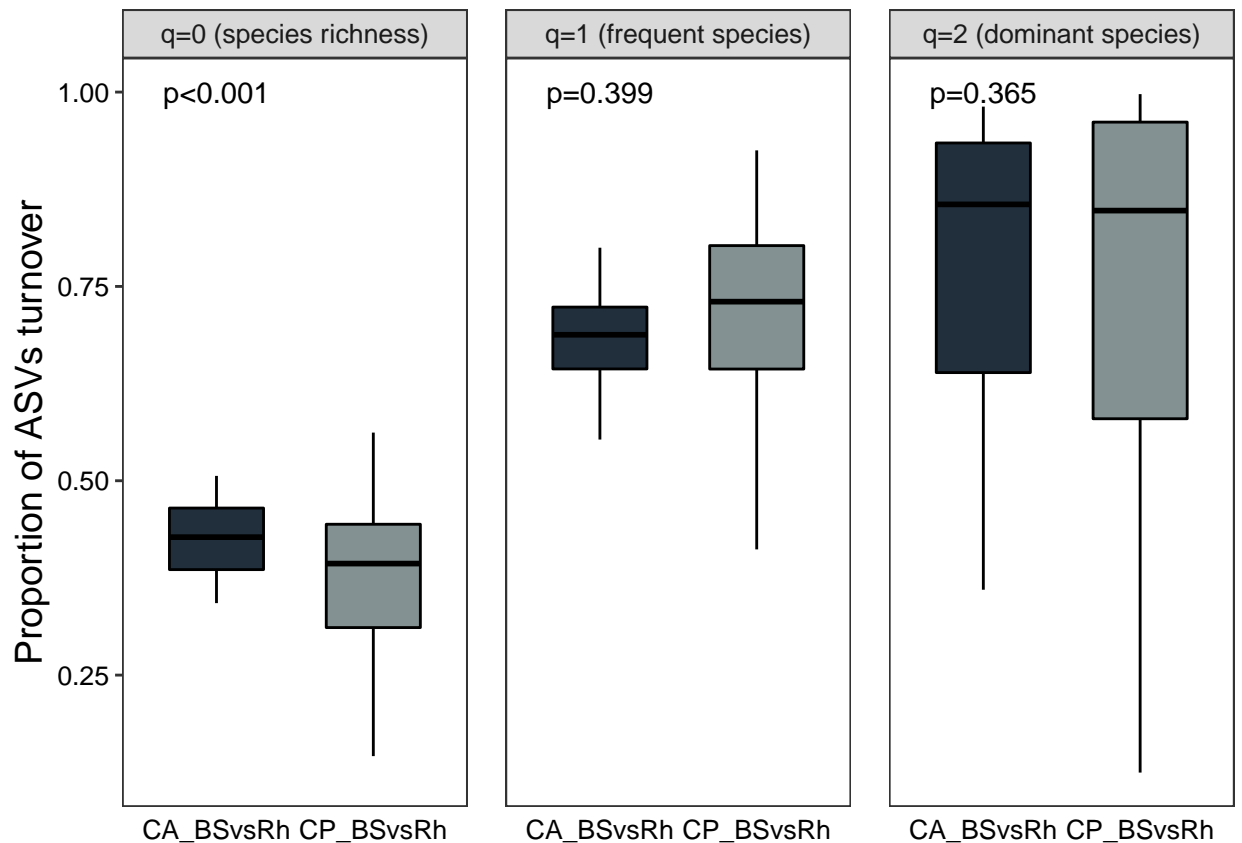 q=0 (species richness)
q=1 (frequent species)
q=2 (dominant species)
p<0.001
p=0.399
p=0.365
Proportion of ASVs turnover
1.00
0.75
0.50
0.25
CA_BSvsRh CP_BSvsRh
CA_BSvsRh CP_BSvsRh
CA_BSvsRh CP_BSvsRh